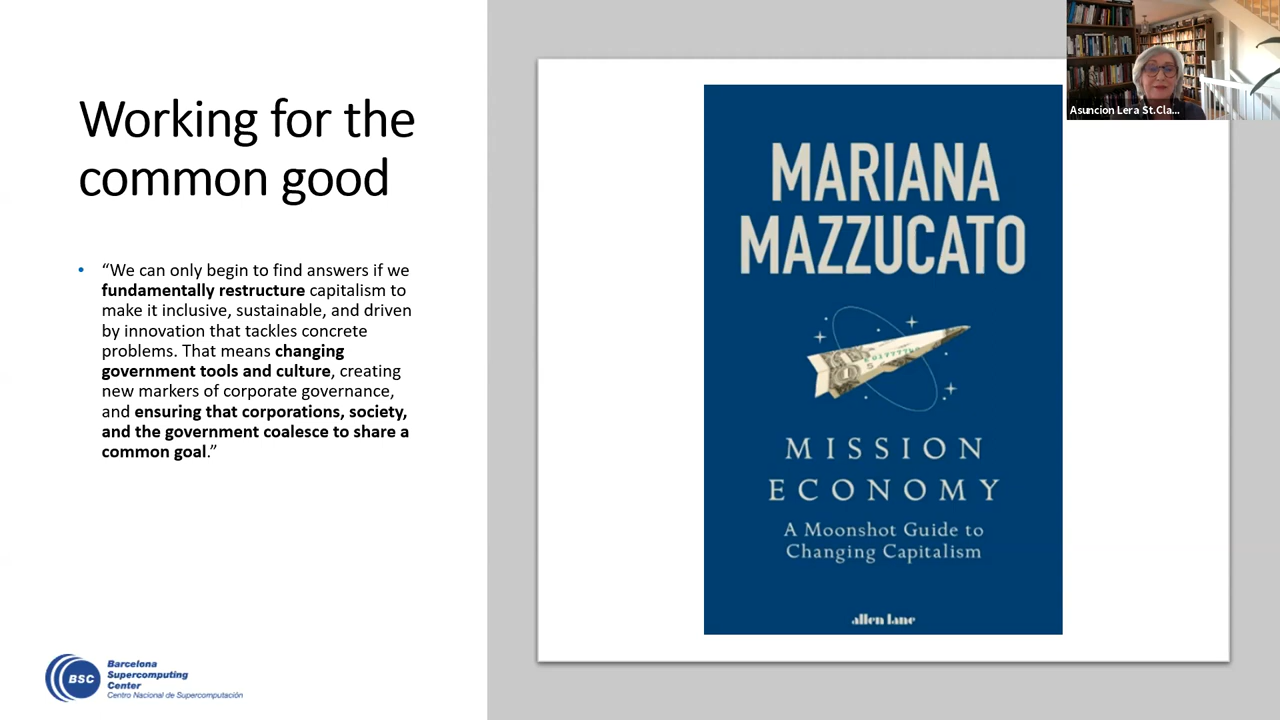 Working for the
common good
• “We can only begin to find answers if we
fundamentally restructure capitalism to
make it inclusive, sustainable, and driven
by innovation that tackles concrete
problems. That means changing
government tools and culture, creating
new markers of corporate governance,
and ensuring that corporations, society,
and the government coalesce to share a
common goal.”
BSC
Barcelona
Supercomputing
Center
Centro Nacional de Supercomputación
MARIANA
MAZZUCATO
MISSION
ECONOMY
A Moonshot Guide to
Changing Capitalism
allen lane
Asuncion Lera St.Cla...